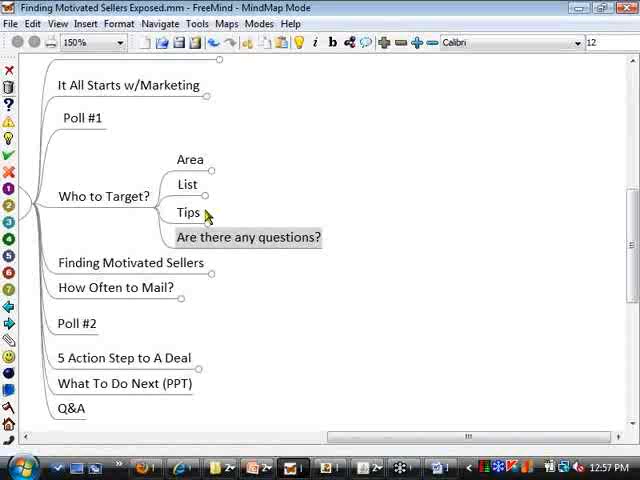 Finding Motivated Sellers Exposed.mm - FreeMind - MindMap Mode
File Edit View Insert Format Navigate Tools Maps Modes Help
150% Calibri 12
It All Starts w/Marketing
Poll #1
Area
List
Who to Target?
Tips
Are there any questions?
Finding Motivated Sellers
How Often to Mail?
Poll #2
5 Action Step to A Deal
What To Do Next (PPT)
Q&A
12:57 PM